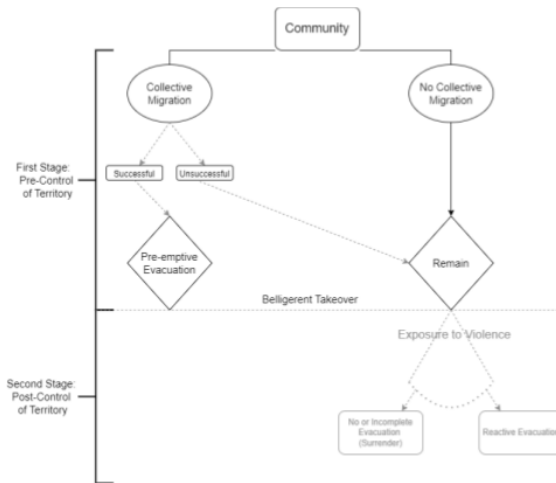 Community
Collective
Migration
No Collective
Migration
First Stage:
Pre-Control
of Territory
Successful
Unsuccessful
Pre-emptive
Evacuation
Remain
Belligerent Takeover
Exposure to Violence
Second Stage:
Post-Control
of Territory
No or Incomplete
Evacuation
(Surrender)
Reactive Evacuation